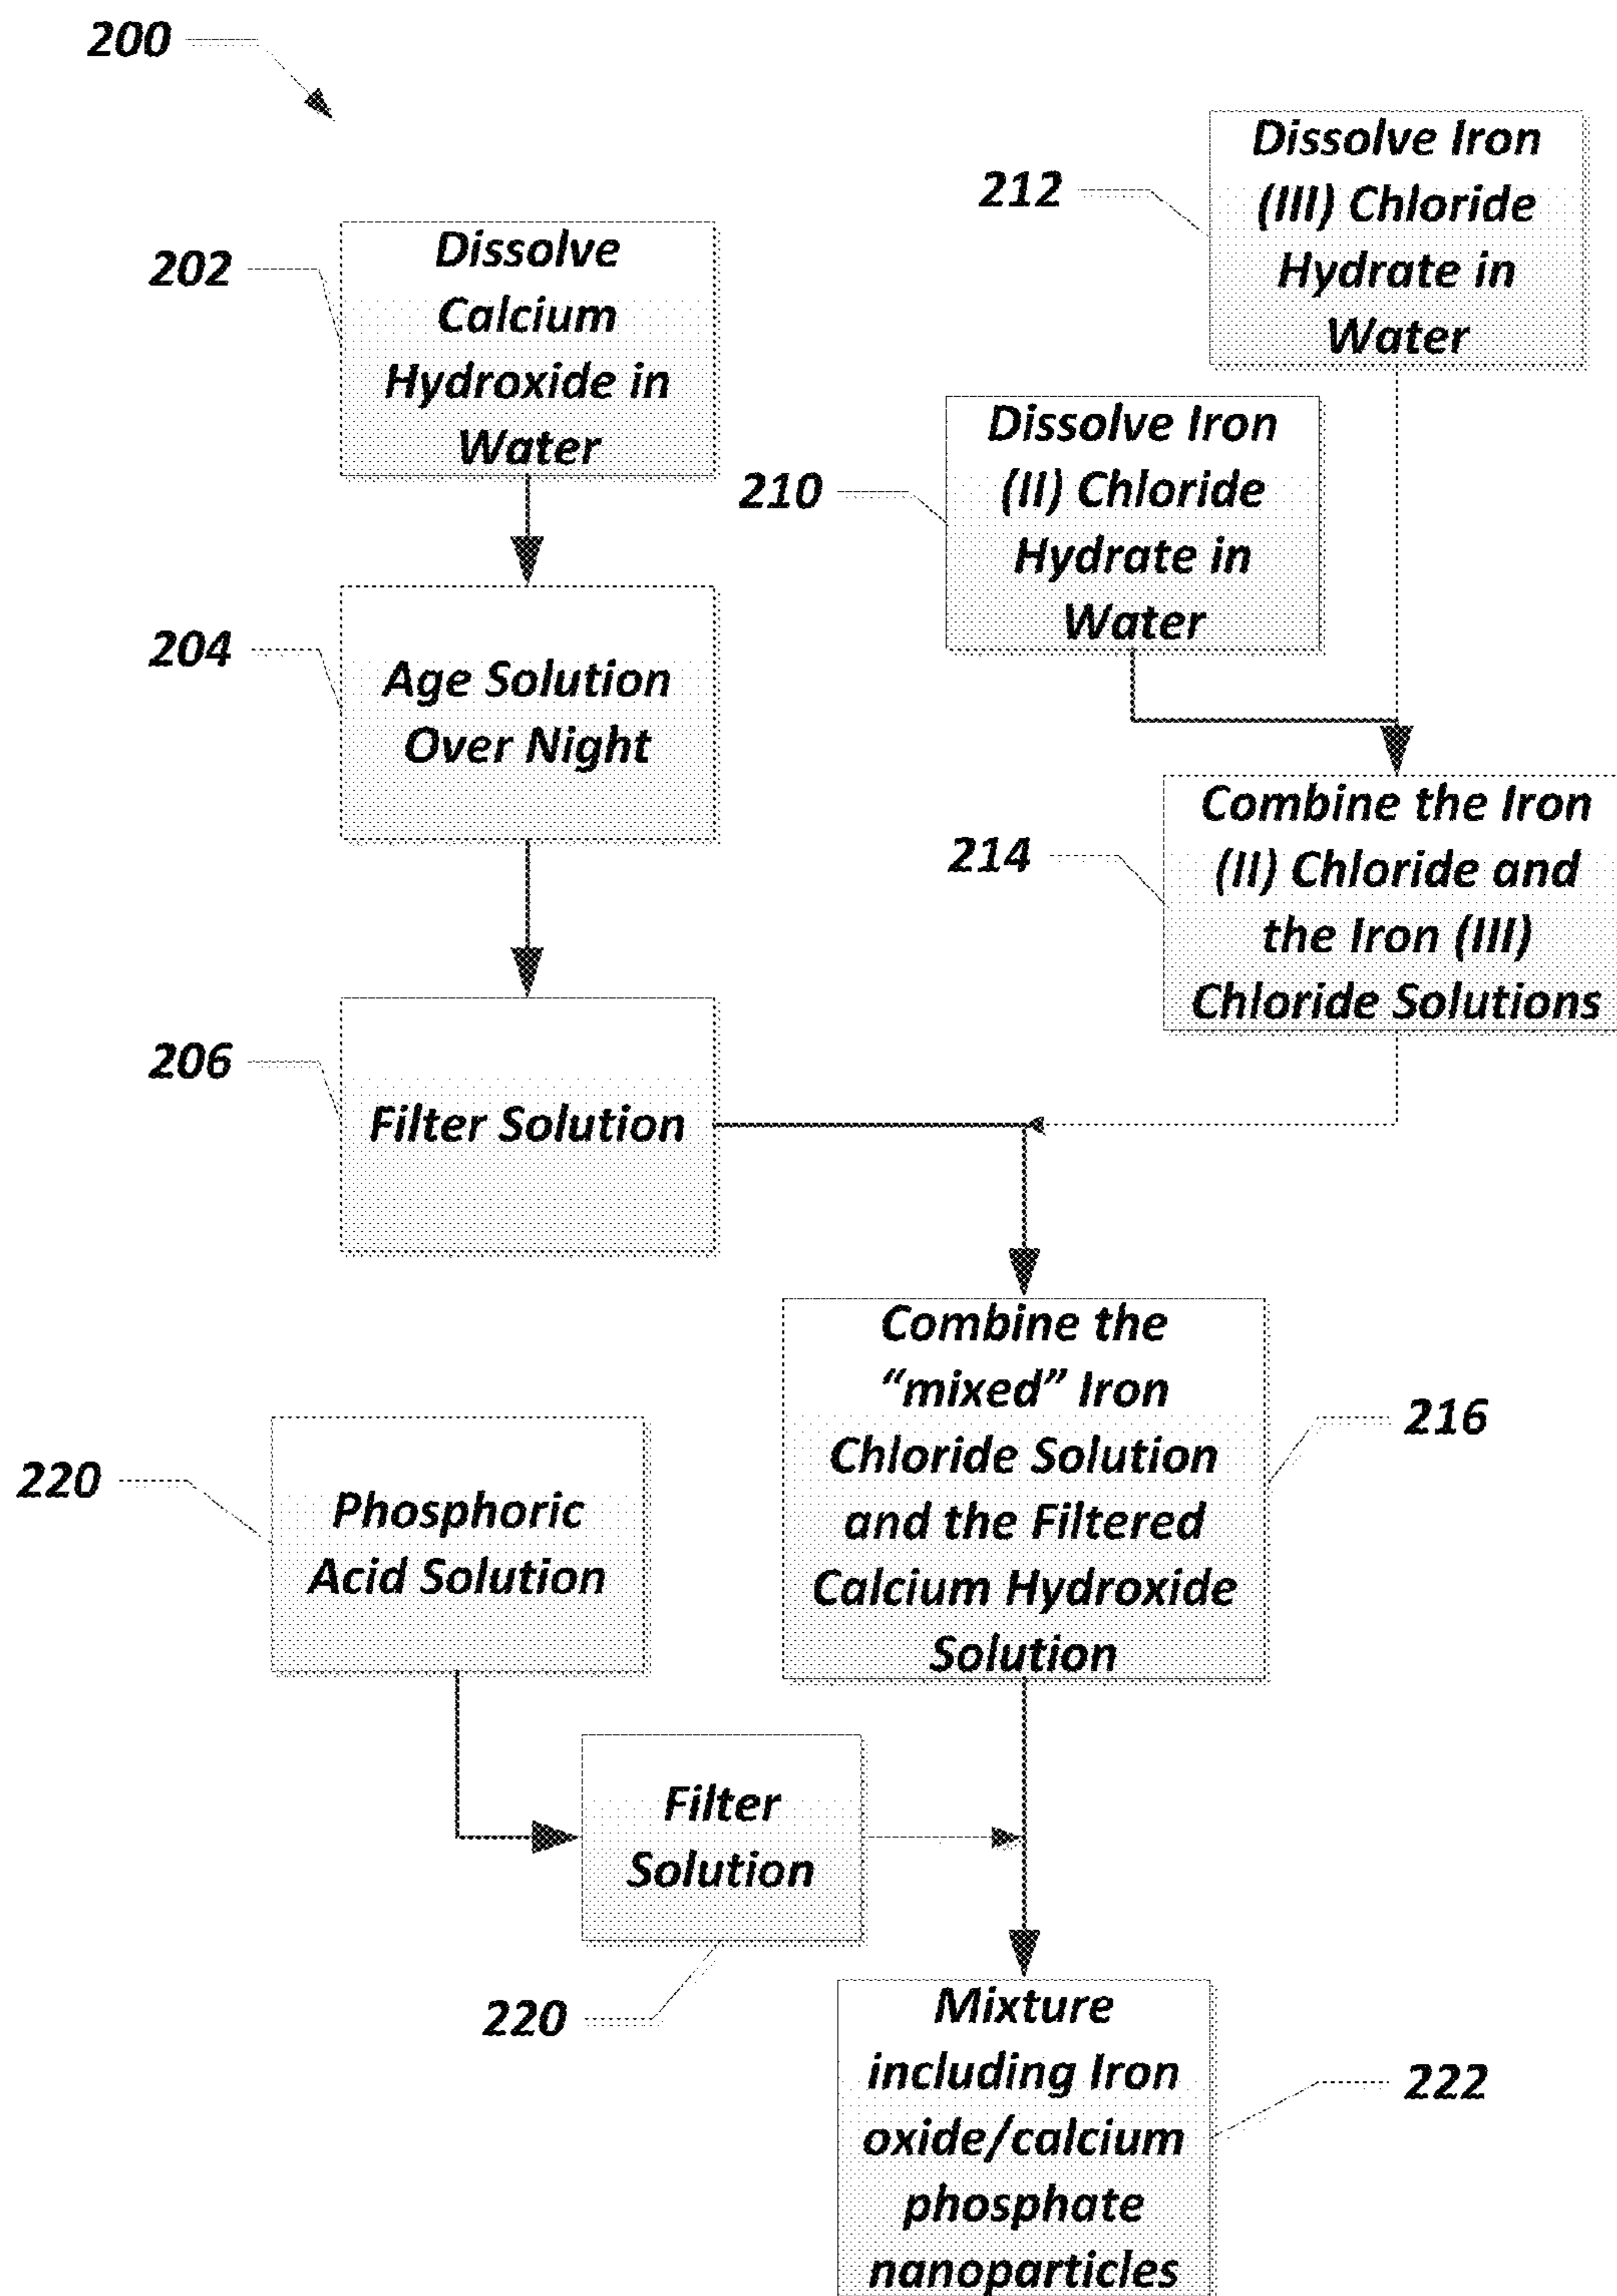 200
212
Dissolve Iron
(III) Chloride
Hydrate in
Water
202
Dissolve
Calcium
Hydroxide in
Water
210
Dissolve Iron
(II) Chloride
Hydrate in
Water
204
Age Solution
Over Night
214
Combine the Iron
(II) Chloride and
the Iron (III)
Chloride Solutions
206
Filter Solution
Combine the
“mixed” Iron
Chloride Solution
and the Filtered
Calcium Hydroxide
Solution
216
220
Phosphoric
Acid Solution
Filter
Solution
220
Mixture
including Iron
oxide/calcium
phosphate
nanoparticles
222